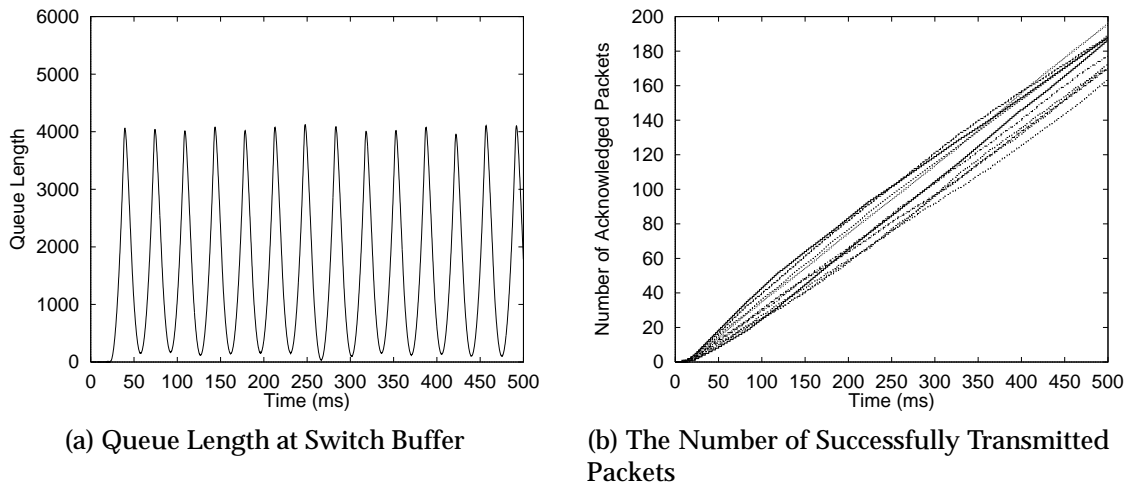 6000
5000
4000
3000
2000
1000
0
Queue Length
0 50 100 150 200 250 300 350 400 450 500
Time (ms)
(a) Queue Length at Switch Buffer
200
180
160
140
120
100
80
60
40
20
0
Number of Acknowledged Packets
0 50 100 150 200 250 300 350 400 450 500
Time (ms)
(b) The Number of Successfully Transmitted
Packets